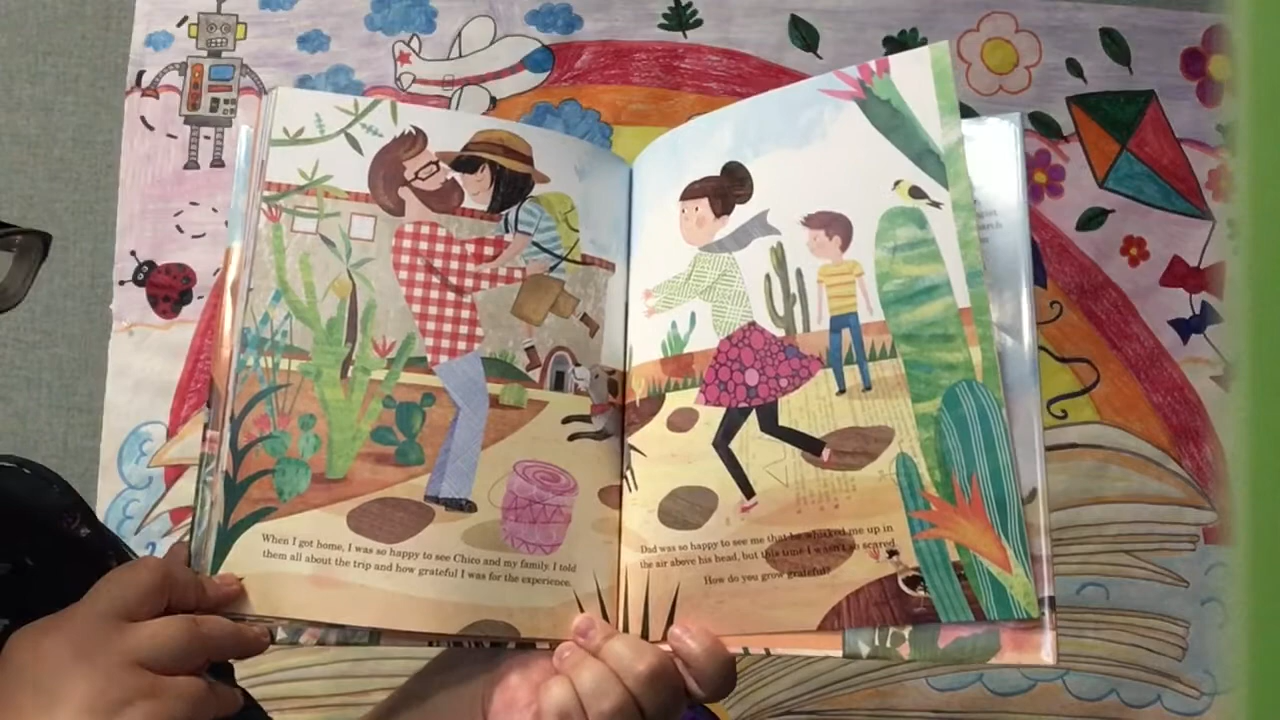 When I got home, I was so happy to see Chico and my family. I told
them all about the trip and how grateful I was for the experience.
Dad was so happy to see me that he whisked me up in
the air above his head, but this time I wasn't so scared.
How do you grow grateful?